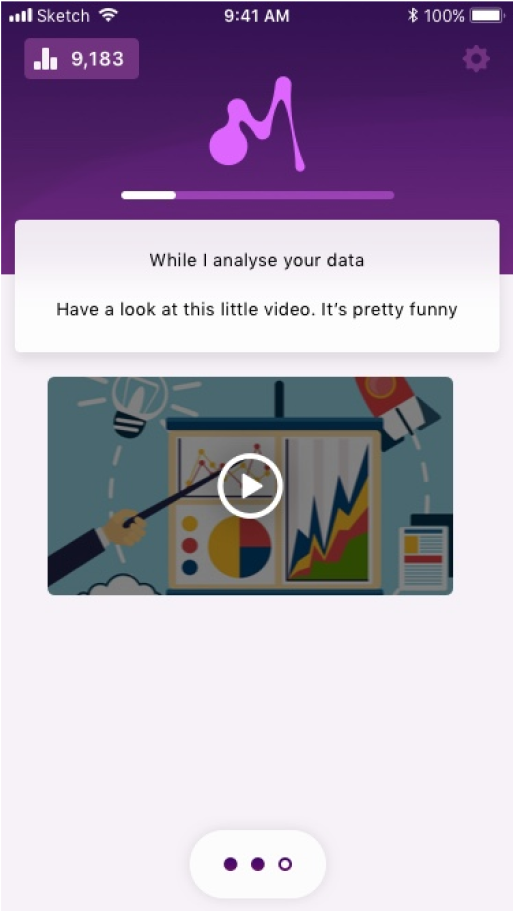 Sketch 9:41 AM 100%
9,183
While I analyse your data
Have a look at this little video. It’s pretty funny